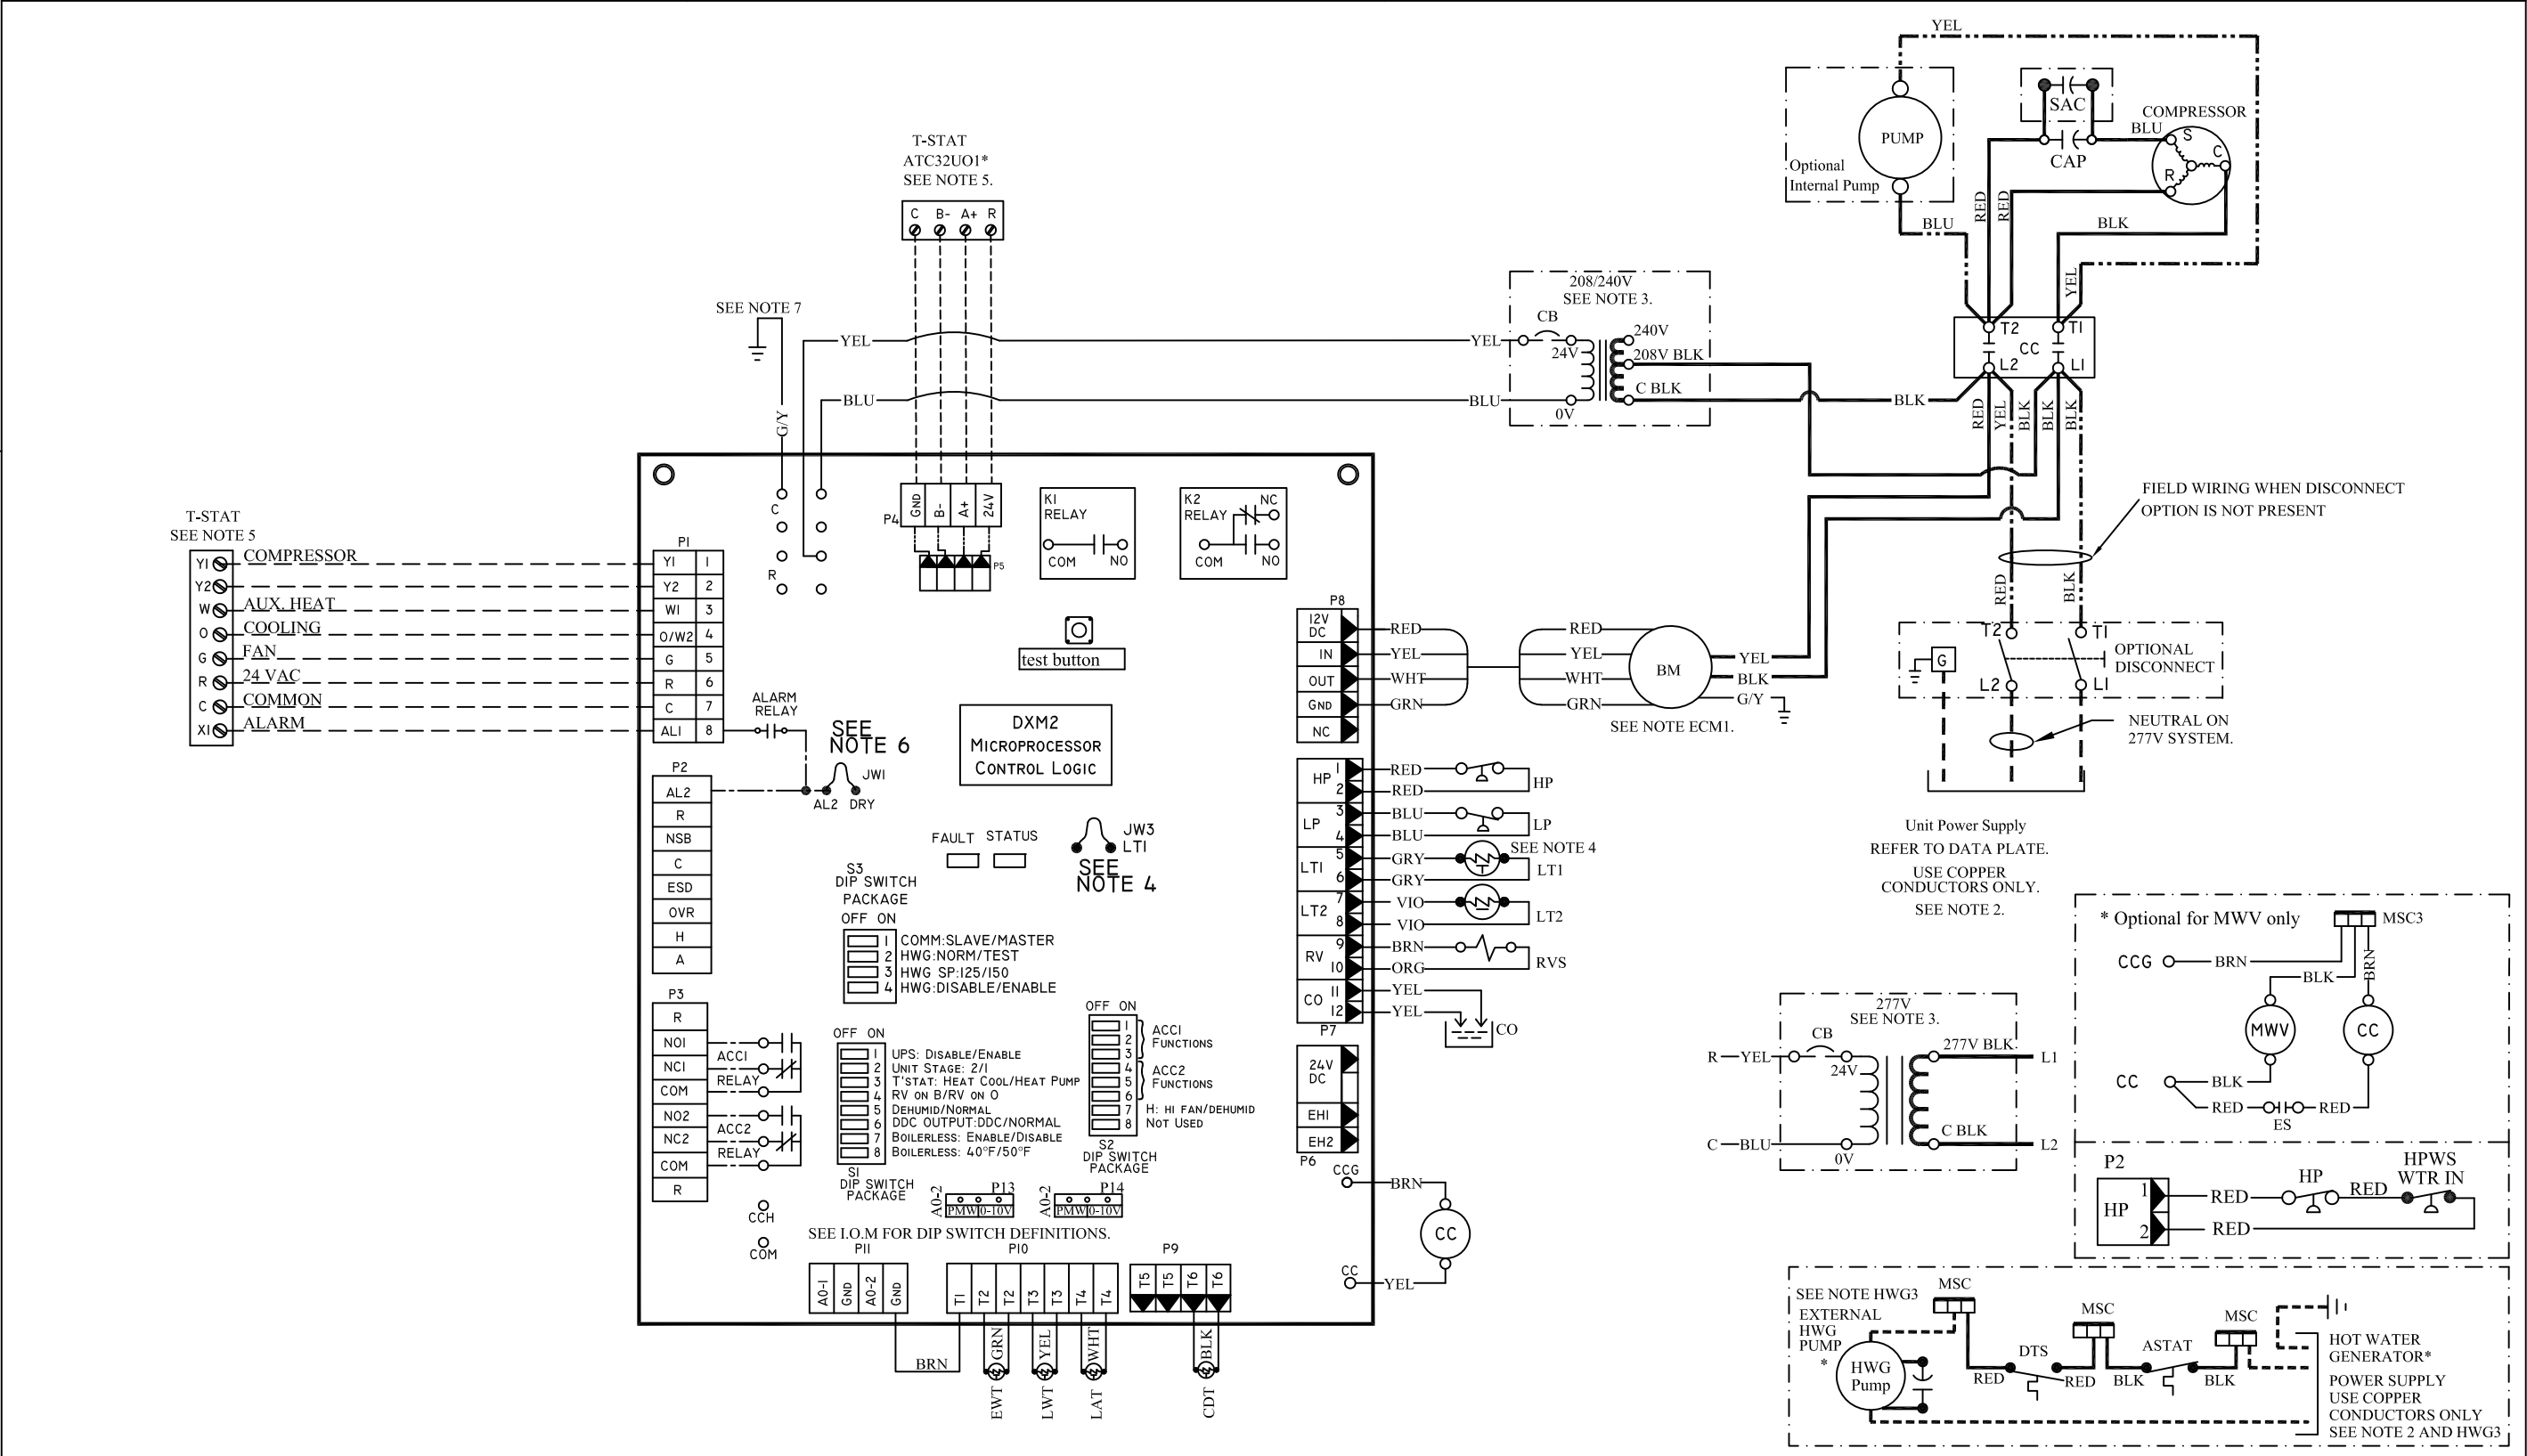 YEL
PUMP
Optional
Internal Pump
BLU
SAC
CAP
COMPRESSOR
BLU
S
C
R
RED
RED
BLK
YEL
T2
T1
CC
L2
L1
T-STAT
ATC32UO1*
SEE NOTE 5.
C B- A+ R
SEE NOTE 7
G/Y
YEL
BLU
YEL
BLU
208/240V
SEE NOTE 3.
CB
24V
0V
240V
208V BLK
C BLK
BLK
RED
YEL
BLK
BLK
BLK
FIELD WIRING WHEN DISCONNECT
OPTION IS NOT PRESENT
RED
BLK
T2
T1
G
OPTIONAL
DISCONNECT
L2
L1
NEUTRAL ON
277V SYSTEM.
Unit Power Supply
REFER TO DATA PLATE.
USE COPPER
CONDUCTORS ONLY.
SEE NOTE 2.
T-STAT
SEE NOTE 5
Y1 COMPRESSOR
Y2
W AUX. HEAT
O COOLING
G FAN
R 24 VAC
C COMMON
X1 ALARM
P1
Y1 1
Y2 2
W1 3
O/W2 4
G 5
R 6
C 7
AL1 8
C
R
P4
GND B- A+ 24V
P5
K1
RELAY
COM NO
K2
RELAY
NC
COM NO
test button
ALARM
RELAY
SEE
NOTE 6
JW1
AL2 DRY
DXM2
MICROPROCESSOR
CONTROL LOGIC
FAULT STATUS
JW3
LT1
SEE
NOTE 4
P2
AL2
R
NSB
C
ESD
OVR
H
A
P3
R
NO1
NC1
COM
NO2
NC2
COM
R
ACC1
RELAY
ACC2
RELAY
CCH
COM
S3
DIP SWITCH
PACKAGE
OFF ON
1 COMM:SLAVE/MASTER
2 HWG:NORM/TEST
3 HWG SP:125/150
4 HWG:DISABLE/ENABLE
OFF ON
1 UPS: DISABLE/ENABLE
2 UNIT STAGE: 2/1
3 T'STAT: HEAT COOL/HEAT PUMP
4 RV ON B/RV ON O
5 DEHUMID/NORMAL
6 DDC OUTPUT:DDC/NORMAL
7 BOILERLESS: ENABLE/DISABLE
8 BOILERLESS: 40°F/50°F
S1
DIP SWITCH
PACKAGE
OFF ON
1
2
3
ACC1
FUNCTIONS
4
5
6
ACC2
FUNCTIONS
7 H: HI FAN/DEHUMID
8 NOT USED
S2
DIP SWITCH
PACKAGE
A0-2
P13
PMW 0-10V
A0-2
P14
PMW 0-10V
SEE I.O.M FOR DIP SWITCH DEFINITIONS.
P11
A0-1 GND A0-2 GND
P10
T1 T2 T2 T3 T3 T4 T4
P9
T5 T5 T6 T6
BRN
GRN
EWT
YEL
LWT
WHT
LAT
BLK
CDT
P8
12V
DC
IN
OUT
GND
NC
RED
YEL
WHT
GRN
RED
YEL
WHT
GRN
BM
YEL
BLK
G/Y
SEE NOTE ECM1.
HP 1 RED
2 RED
HP
LP 3 BLU
4 BLU
LP
SEE NOTE 4
LT1 5 GRY
6 GRY
LT1
LT2 7 VIO
8 VIO
LT2
RV 9 BRN
10 ORG
RVS
CO 11 YEL
12 YEL
CO
P7
24V
DC
EH1
EH2
P6
CCG
BRN
CC
CC
YEL
277V
SEE NOTE 3.
CB
R YEL
24V
277V BLK L1
C BLU
0V
C BLK L2
* Optional for MWV only
MSC3
CCG BRN
BLK
BRN
MWV
CC
CC BLK
RED
ES
RED
P2
HP
1
2
RED
HP
RED
HPWS
WTR IN
RED
SEE NOTE HWG3
EXTERNAL
HWG
PUMP
*
HWG
Pump
MSC
RED
DTS
RED
MSC
BLK
ASTAT
BLK
MSC
HOT WATER
GENERATOR*
POWER SUPPLY
USE COPPER
CONDUCTORS ONLY
SEE NOTE 2 AND HWG3